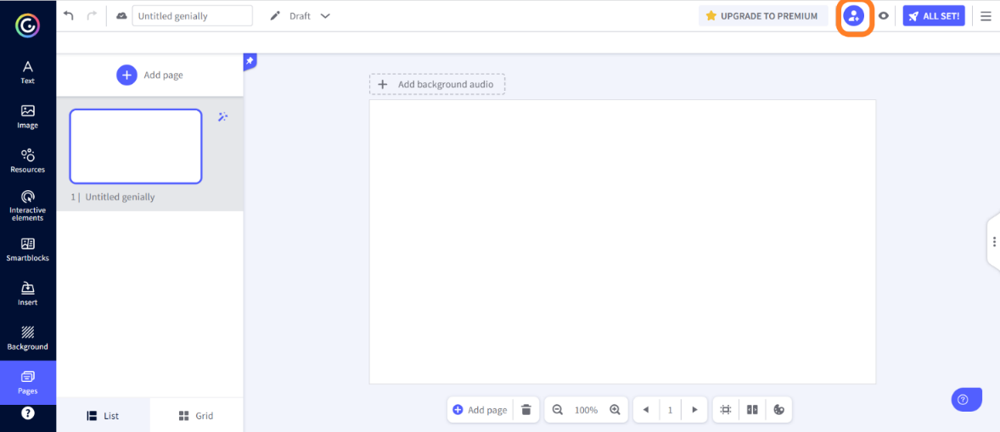 Untitled genially
Draft
UPGRADE TO PREMIUM
ALL SET!
Text
Image
Resources
Interactive
elements
Smartblocks
Insert
Background
Pages
?
Add page
1 | Untitled genially
List
Grid
Add background audio
Add page
100%
1
?